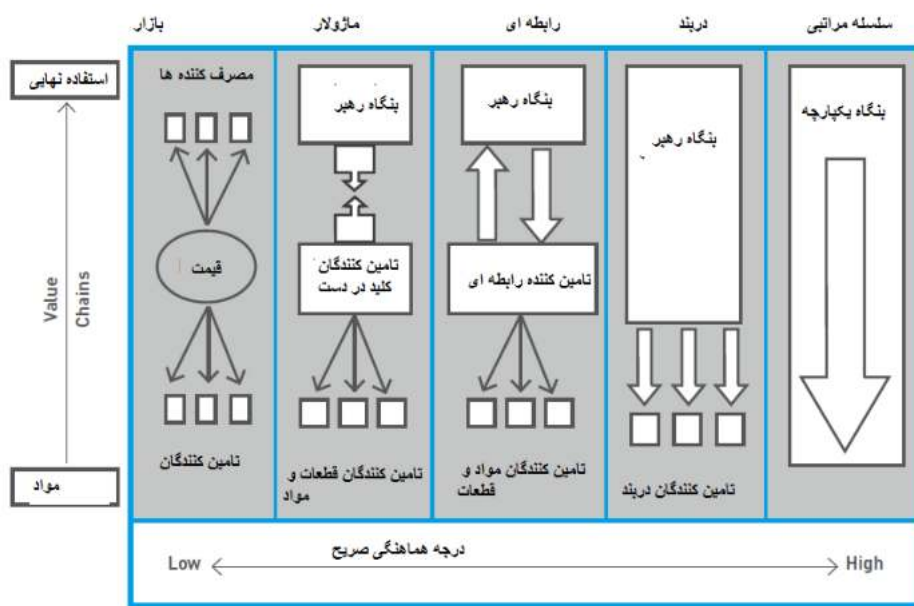 بازار
ماژولار
رابطه ای
دربند
سلسله مراتبی
استفاده نهایی
مصرف کننده ها
بنگاه رهبر
بنگاه رهبر
بنگاه رهبر
بنگاه یکپارچه
Value
Chains
قیمت
تامین کنندگان
کلید در دست
تامین کننده رابطه ای
مواد
تامین کنندگان
تامین کنندگان قطعات و
مواد
تامین کنندگان مواد و
قطعات
تامین کنندگان دربند
درجه هماهنگی صریح
Low
High